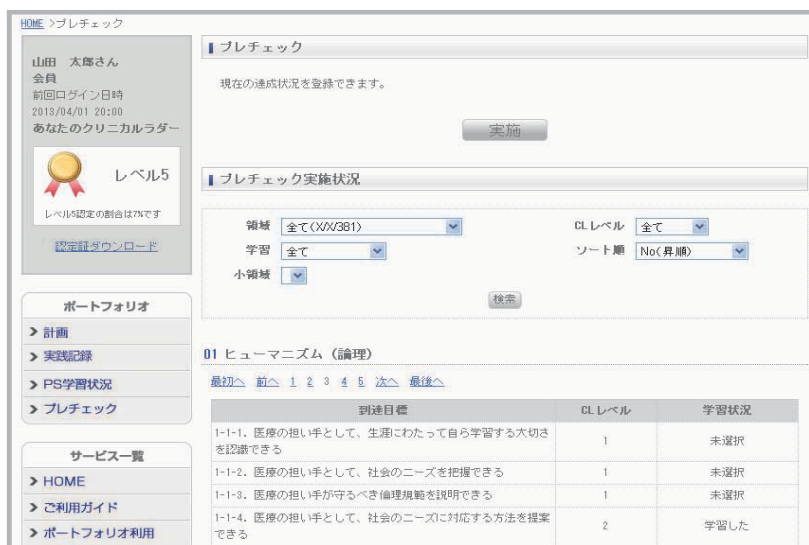 HOME >プレチェック
山田 太郎さん
会員
前回ログイン日時
2013/04/01 20:00
あなたのクリニカルラダー
レベル5
レベル5認定の割合は7%です
認定証ダウンロード
ポートフォリオ
> 計画
> 実践記録
> PS学習状況
> プレチェック
サービス一覧
> HOME
> ご利用ガイド
> ポートフォリオ利用
プレチェック
現在の達成状況を登録できます。
実施
プレチェック実施状況
領域 全て(X/X/381) CLレベル 全て
学習 全て ソート順 No(昇順)
小領域
検索
01 ヒューマニズム（論理）
最初へ 前へ 1 2 3 4 5 次へ 最後へ
到達目標 CLレベル 学習状況
1-1-1. 医療の担い手として、生涯にわたって自ら学習する大切さ
を認識できる 1 未選択
1-1-2. 医療の担い手として、社会のニーズを把握できる 1 未選択
1-1-3. 医療の担い手が守るべき倫理規範を説明できる 1 未選択
1-1-4. 医療の担い手として、社会のニーズに対応する方法を提案
できる 2 学習した